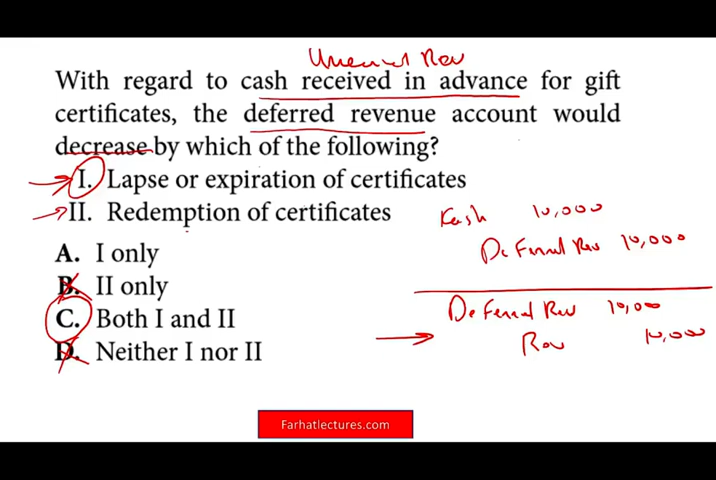 Unearned Rev
With regard to cash received in advance for gift
certificates, the deferred revenue account would
decrease by which of the following?
I. Lapse or expiration of certificates
II. Redemption of certificates
Cash 10,000
Deferral Rev 10,000
A. I only
B. II only
C. Both I and II
D. Neither I nor II
Deferral Rev 10,000
Rev 10,000
Farhatlectures.com